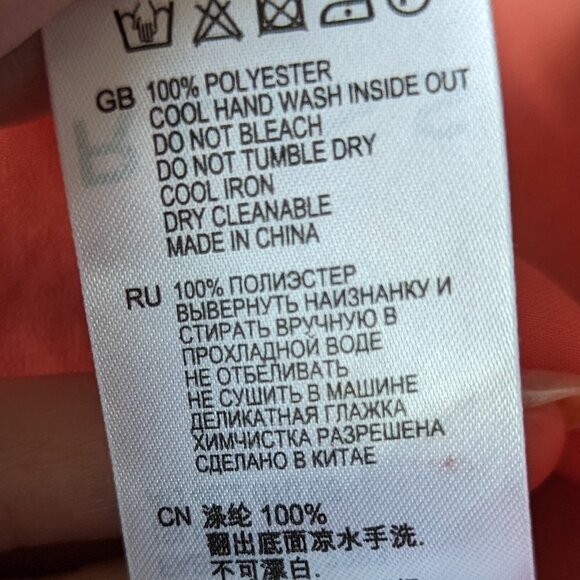 GB 100% POLYESTER
COOL HAND WASH INSIDE OUT
DO NOT BLEACH
DO NOT TUMBLE DRY
COOL IRON
DRY CLEANABLE
MADE IN CHINA
RU 100% ПОЛИЭСТЕР
ВЫВЕРНУТЬ НАИЗНАНКУ И
СТИРАТЬ ВРУЧНУЮ В
ПРОХЛАДНОЙ ВОДЕ
НЕ ОТБЕЛИВАТЬ
НЕ СУШИТЬ В МАШИНЕ
ДЕЛИКАТНАЯ ГЛАЖКА
ХИМЧИСТКА РАЗРЕШЕНА
СДЕЛАНО В КИТАЕ
CN 涤纶 100%
翻出底面凉水手洗.
不可漂白.